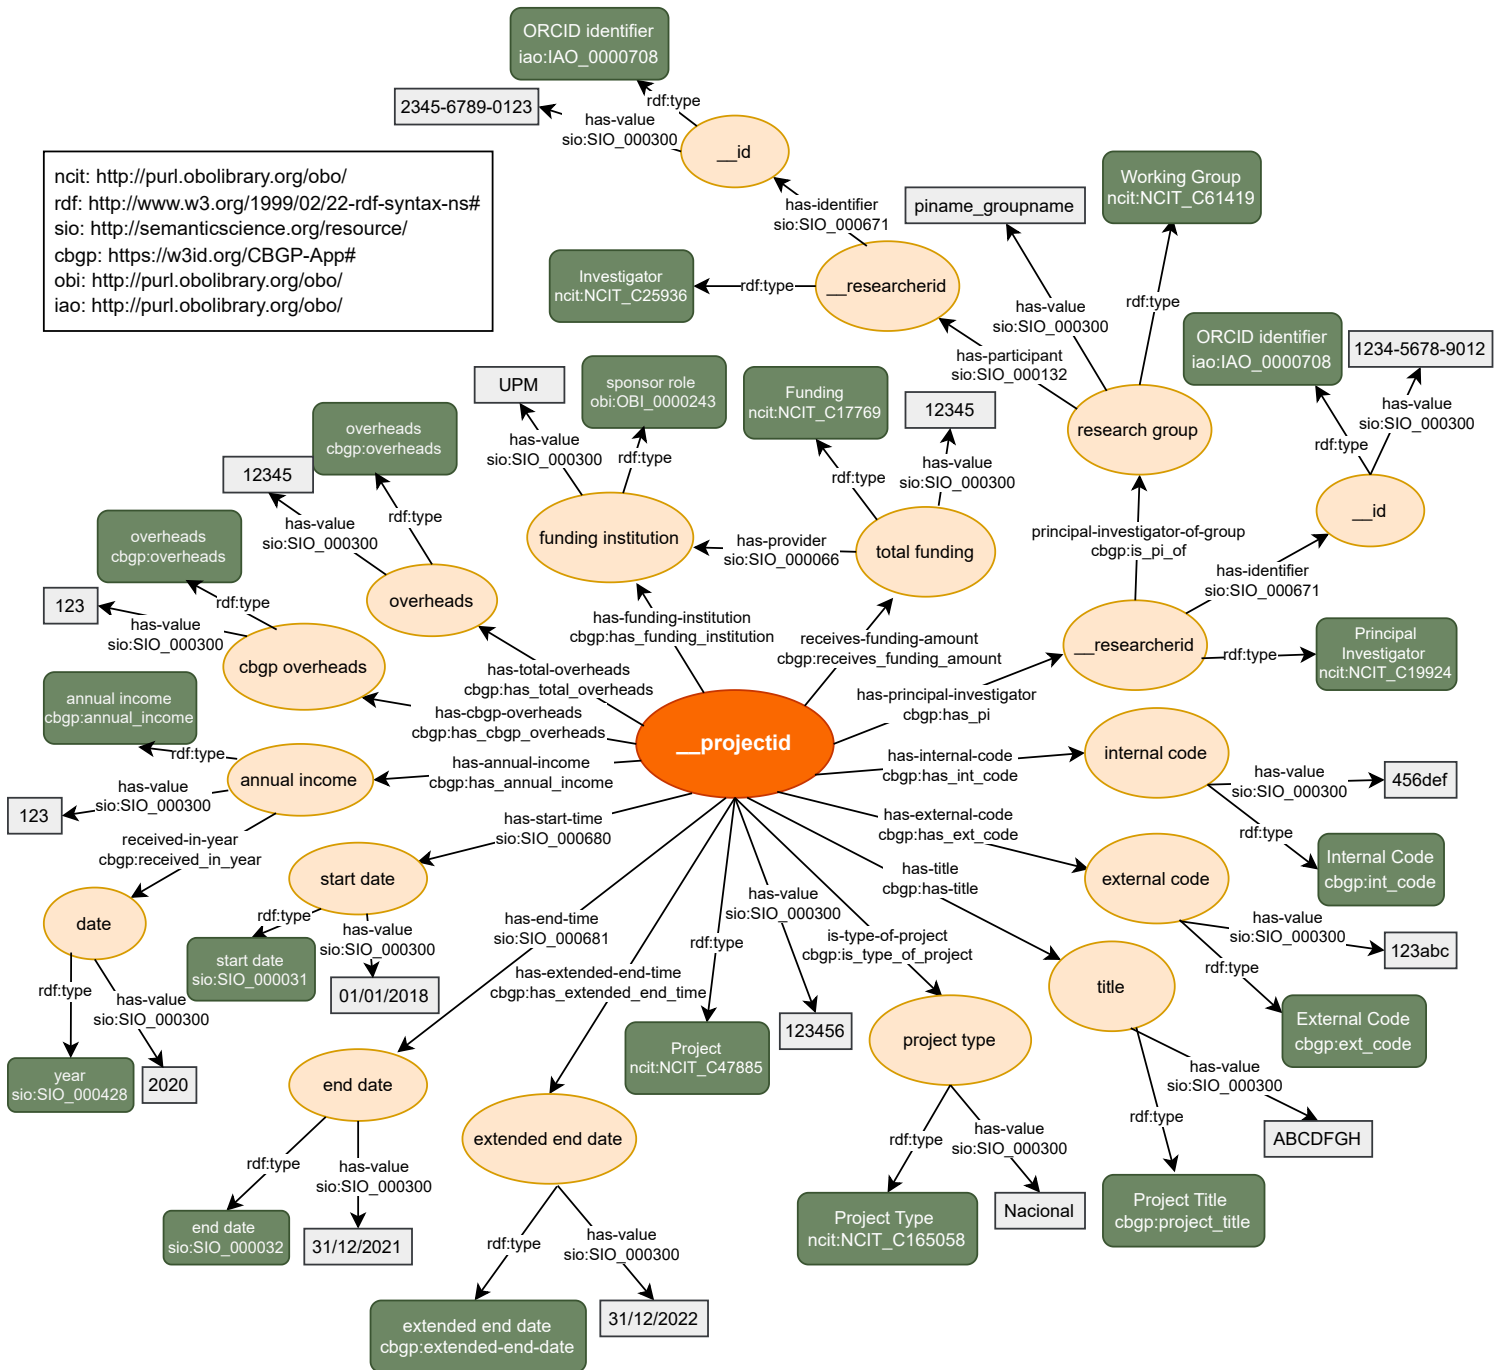 ORCID identifier
iao:IAO_0000708
2345-6789-0123
rdf:type
has-value
sio:SIO_000300
__id
ncit: http://purl.obolibrary.org/obo/
rdf: http://www.w3.org/1999/02/22-rdf-syntax-ns#
sio: http://semanticscience.org/resource/
cbgp: https://w3id.org/CBGP-App#
obi: http://purl.obolibrary.org/obo/
iao: http://purl.obolibrary.org/obo/
has-identifier
sio:SIO_000671
piname_groupname
Working Group
ncit:NCIT_C61419
Investigator
ncit:NCIT_C25936
rdf:type
__researcherid
has-value
sio:SIO_000300
rdf:type
has-participant
sio:SIO_000132
ORCID identifier
iao:IAO_0000708
1234-5678-9012
UPM
sponsor role
obi:OBI_0000243
Funding
ncit:NCIT_C17769
12345
research group
has-value
sio:SIO_000300
rdf:type
overheads
cbgp:overheads
12345
has-value
sio:SIO_000300
rdf:type
has-value
sio:SIO_000300
rdf:type
__id
overheads
cbgp:overheads
has-value
sio:SIO_000300
rdf:type
funding institution
has-provider
sio:SIO_000066
total funding
principal-investigator-of-group
cbgp:is_pi_of
has-identifier
sio:SIO_000671
123
rdf:type
has-value
sio:SIO_000300
overheads
cbgp overheads
has-funding-institution
cbgp:has_funding_institution
receives-funding-amount
cbgp:receives_funding_amount
__researcherid
rdf:type
Principal
Investigator
ncit:NCIT_C19924
has-total-overheads
cbgp:has_total_overheads
has-principal-investigator
cbgp:has_pi
annual income
cbgp:annual_income
has-cbgp-overheads
cbgp:has_cbgp_overheads
__projectid
rdf:type
annual income
has-annual-income
cbgp:has_annual_income
has-internal-code
cbgp:has_int_code
internal code
has-value
sio:SIO_000300
456def
123
has-value
sio:SIO_000300
received-in-year
cbgp:received_in_year
has-start-time
sio:SIO_000680
has-external-code
cbgp:has_ext_code
rdf:type
Internal Code
cbgp:int_code
start date
has-title
cbgp:has-title
external code
date
rdf:type
has-value
sio:SIO_000300
has-end-time
sio:SIO_000681
has-value
sio:SIO_000300
is-type-of-project
cbgp:is_type_of_project
has-value
sio:SIO_000300
123abc
start date
sio:SIO_000031
01/01/2018
has-extended-end-time
cbgp:has_extended_end_time
rdf:type
rdf:type
title
rdf:type
has-value
sio:SIO_000300
123456
External Code
cbgp:ext_code
year
sio:SIO_000428
2020
end date
Project
ncit:NCIT_C47885
project type
has-value
sio:SIO_000300
rdf:type
extended end date
ABCDFGH
rdf:type
has-value
sio:SIO_000300
rdf:type
has-value
sio:SIO_000300
end date
sio:SIO_000032
31/12/2021
rdf:type
has-value
sio:SIO_000300
Project Type
ncit:NCIT_C165058
Nacional
Project Title
cbgp:project_title
extended end date
cbgp:extended-end-date
31/12/2022